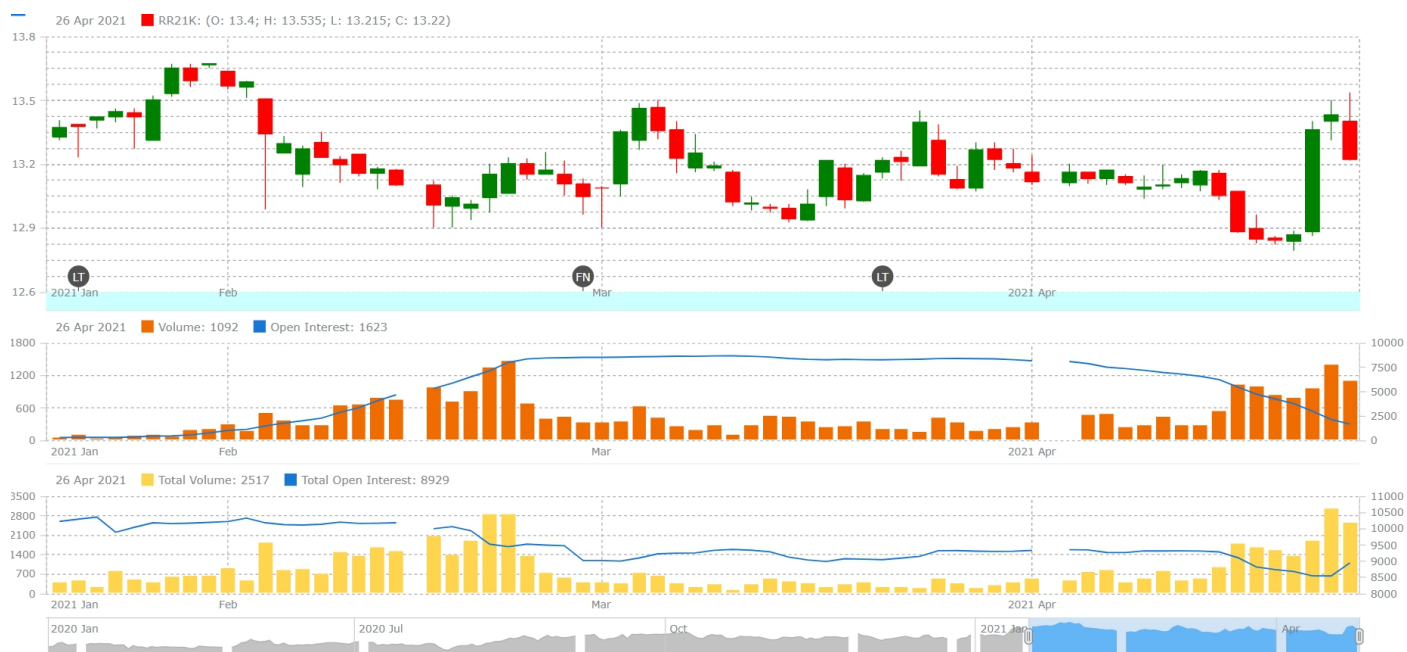 26 Apr 2021 RR21K: (O: 13.4; H: 13.535; L: 13.215; C: 13.22)
13.8
13.5
13.2
12.9
12.6
LT FN LT
2021 Jan Feb Mar 2021 Apr
26 Apr 2021 Volume: 1092 Open Interest: 1623
1800 10000
1200 7500
600 5000
0 2500
0
2021 Jan Feb Mar 2021 Apr
26 Apr 2021 Total Volume: 2517 Total Open Interest: 8929
3500 11000
2800 10500
2100 10000
1400 9500
700 9000
0 8500
8000
2021 Jan Feb Mar 2021 Apr
2020 Jan 2020 Jul Oct 2021 Jan Apr